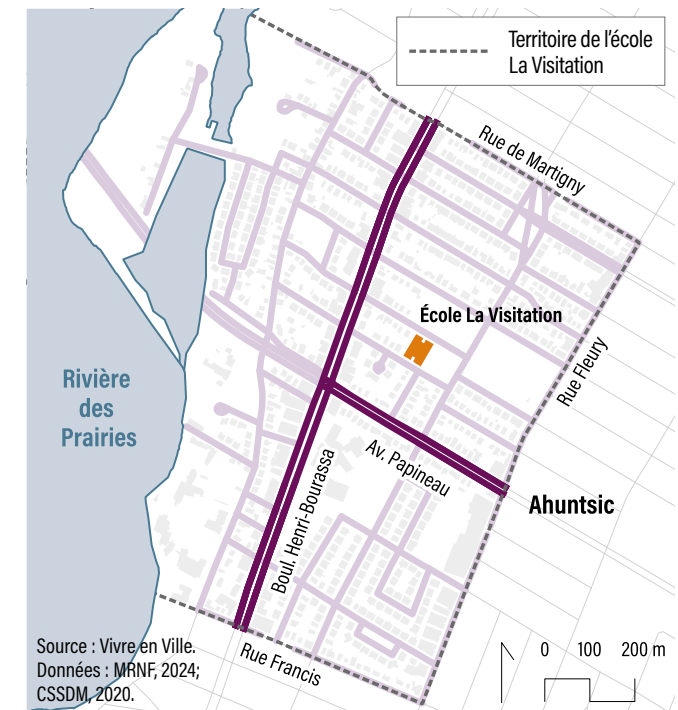 Territoire de l'école
La Visitation
Rue de Martigny
École La Visitation
Rue Fleury
Rivière
des
Prairies
Av. Papineau
Boul. Henri-Bourassa
Ahuntsic
Rue Francis
Source : Vivre en Ville.
Données : MRNF, 2024;
CSSDM, 2020.
0 100 200 m